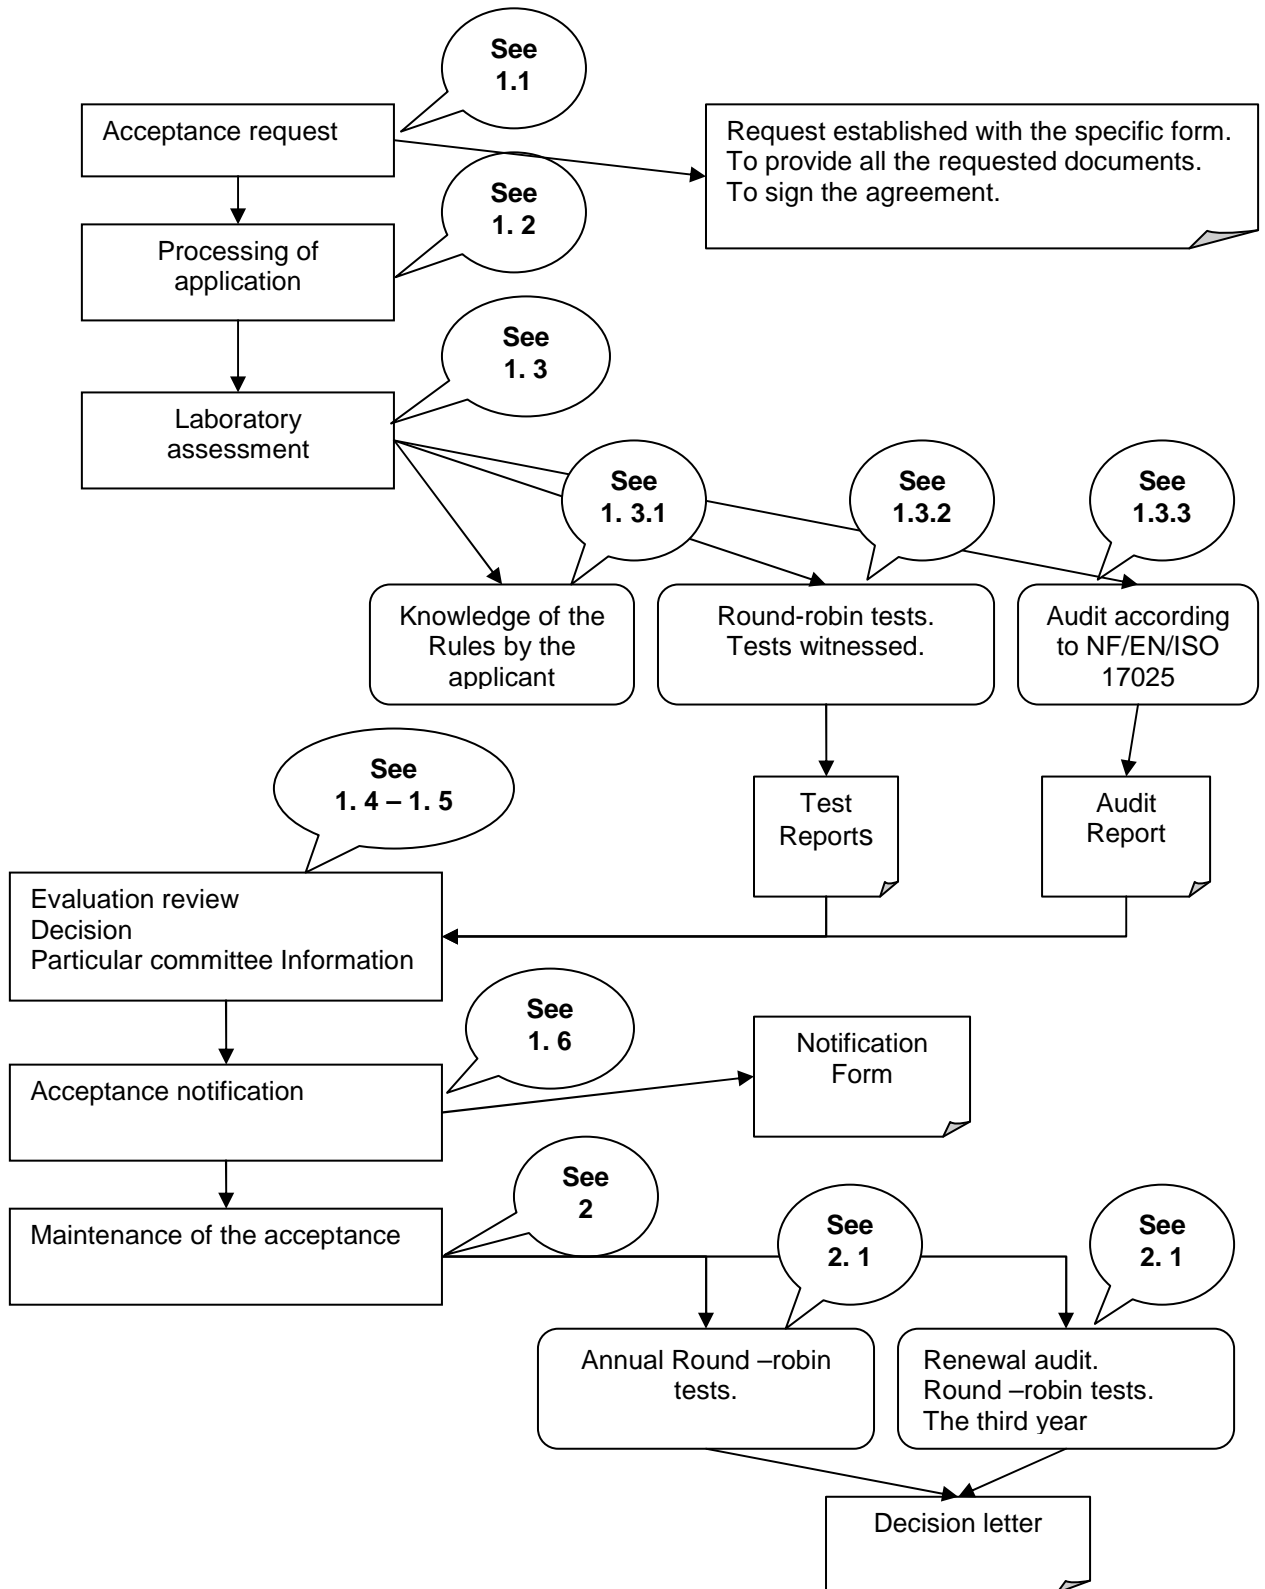 See
1.1
Acceptance request
Request established with the specific form.
To provide all the requested documents.
To sign the agreement.
See
1. 2
Processing of
application
See
1. 3
Laboratory
assessment
See
1. 3.1
See
1.3.2
See
1.3.3
Knowledge of the
Rules by the
applicant
Round-robin tests.
Tests witnessed.
Audit according
to NF/EN/ISO
17025
See
1. 4 – 1. 5
Test
Reports
Audit
Report
Evaluation review
Decision
Particular committee Information
See
1. 6
Notification
Form
Acceptance notification
See
2
See
2. 1
See
2. 1
Maintenance of the acceptance
Annual Round –robin
tests.
Renewal audit.
Round –robin tests.
The third year
Decision letter